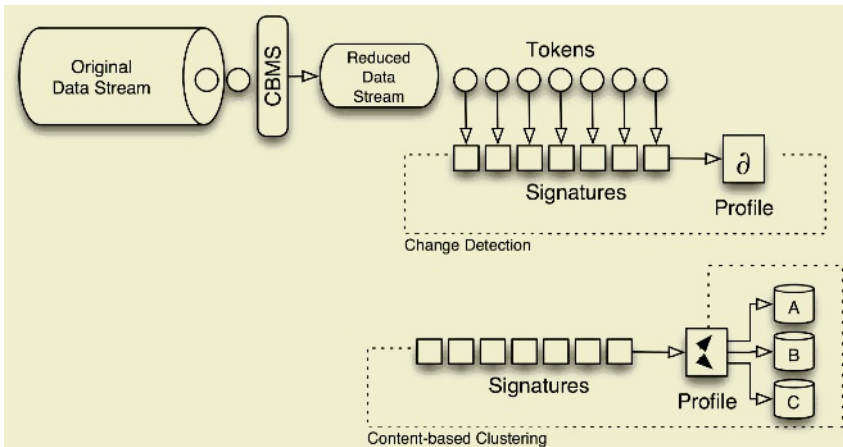 Original
Data Stream
CBMS
Reduced
Data
Stream
Tokens
Signatures
∂
Profile
Change Detection
Signatures
Profile
A
B
C
Content-based Clustering